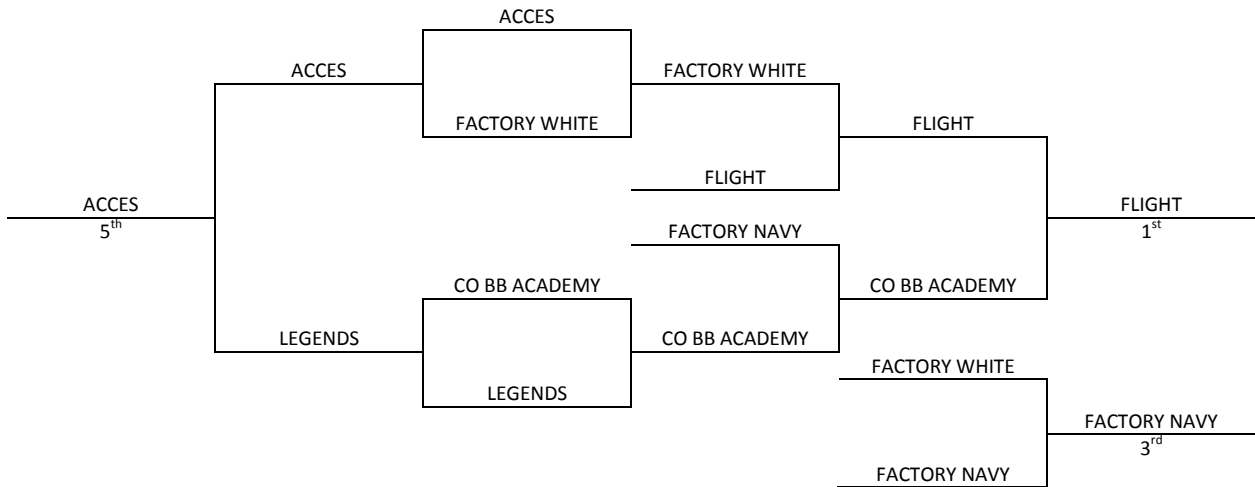 ACCES
ACCES
FACTORY WHITE
FACTORY WHITE
FLIGHT
FLIGHT
ACCES
5th
FLIGHT
1st
FACTORY NAVY
CO BB ACADEMY
CO BB ACADEMY
LEGENDS
CO BB ACADEMY
FACTORY WHITE
LEGENDS
FACTORY NAVY
3rd
FACTORY NAVY